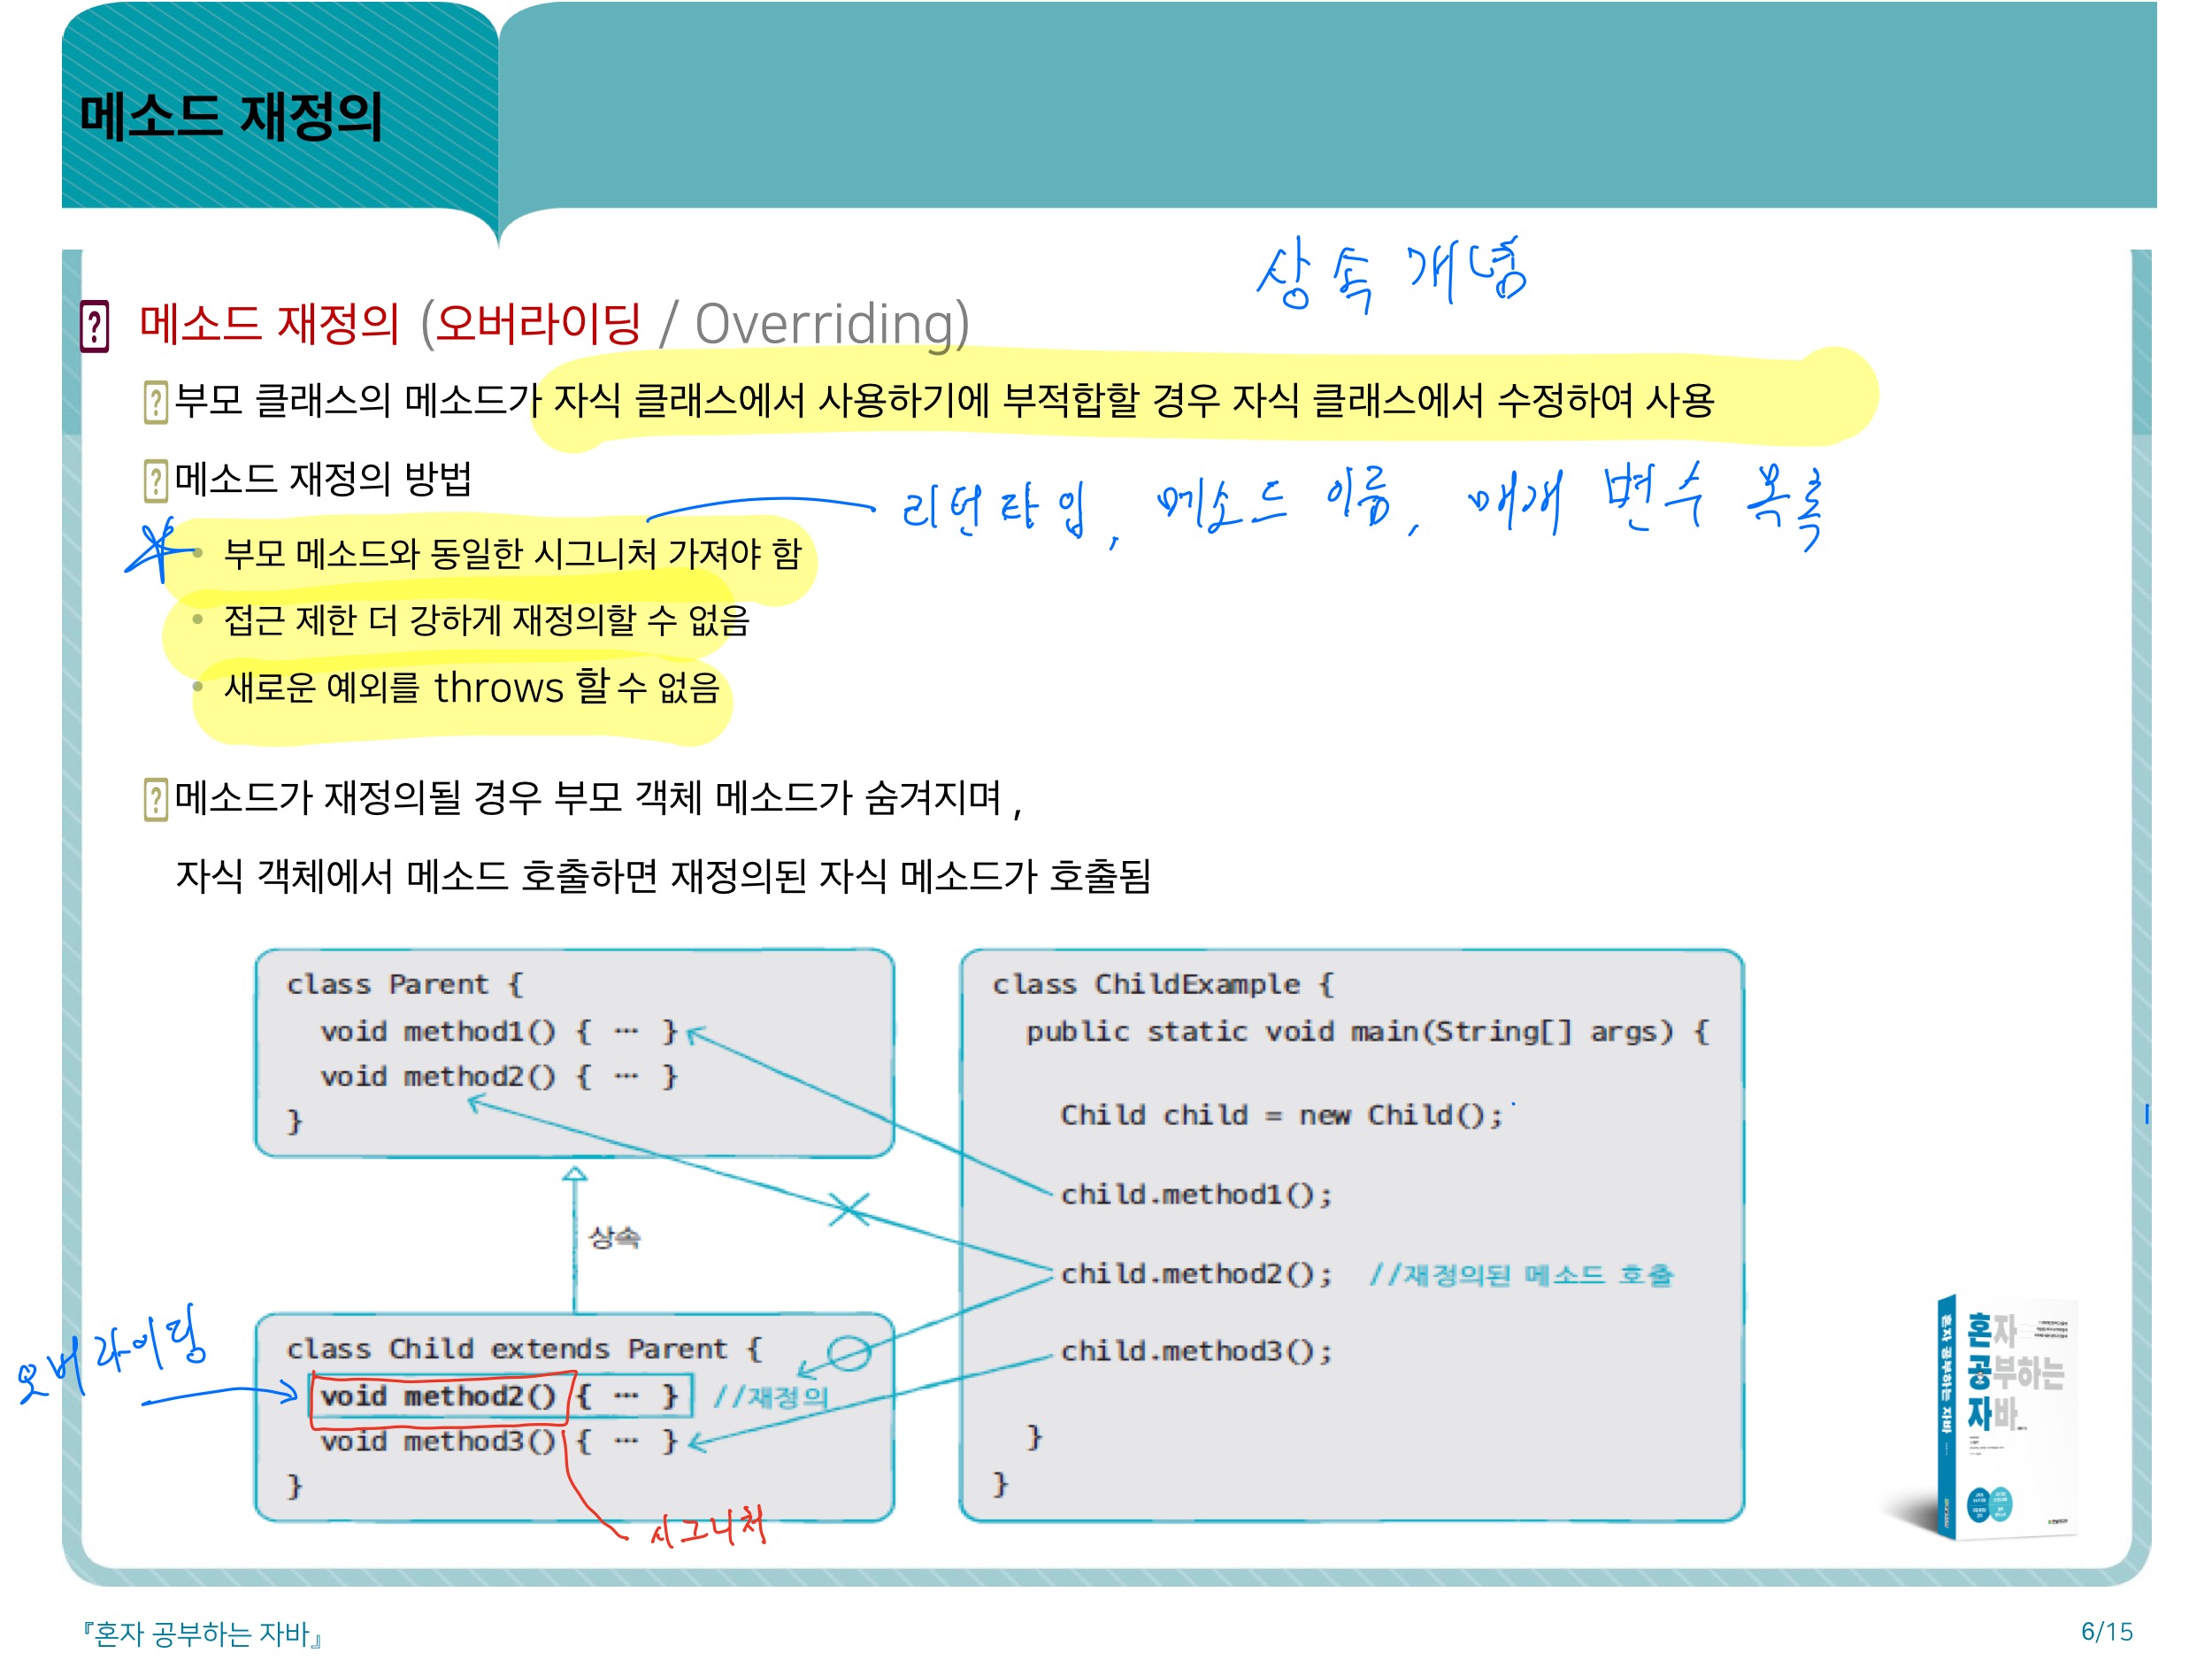 메소드 재정의
상속 개념
메소드 재정의 (오버라이딩 / Overriding)
부모 클래스의 메소드가 자식 클래스에서 사용하기에 부적합할 경우 자식 클래스에서 수정하여 사용
메소드 재정의 방법
리턴타입, 메소드 이름, 매개 변수 목록
• 부모 메소드와 동일한 시그니처 가져야 함
• 접근 제한 더 강하게 재정의할 수 없음
• 새로운 예외를 throws 할 수 없음
메소드가 재정의될 경우 부모 객체 메소드가 숨겨지며 ,
자식 객체에서 메소드 호출하면 재정의된 자식 메소드가 호출됨
class Parent {
void method1() { … }
void method2() { … }
}
상속
오버라이딩
class Child extends Parent {
void method2() { … } //재정의
void method3() { … }
}
시그니처
class ChildExample {
public static void main(String[] args) {
Child child = new Child();
child.method1();
child.method2(); //재정의된 메소드 호출
child.method3();
}
}
혼자 공부하는 자바
혼자
공부하는
자바
『혼자 공부하는 자바』
6/15